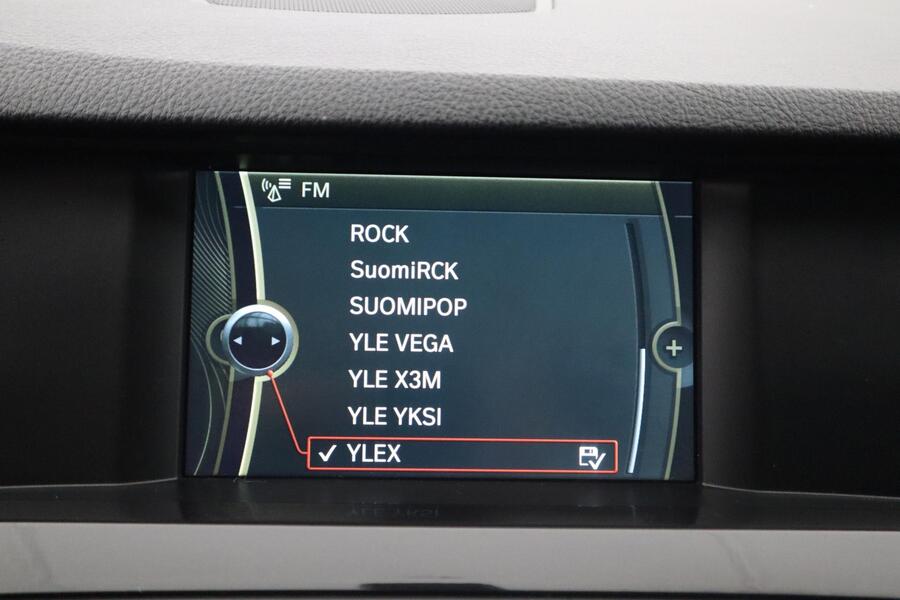 FM
ROCK
SuomiRCK
SUOMIPOP
YLE VEGA
YLE X3M
YLE YKSI
YLEX